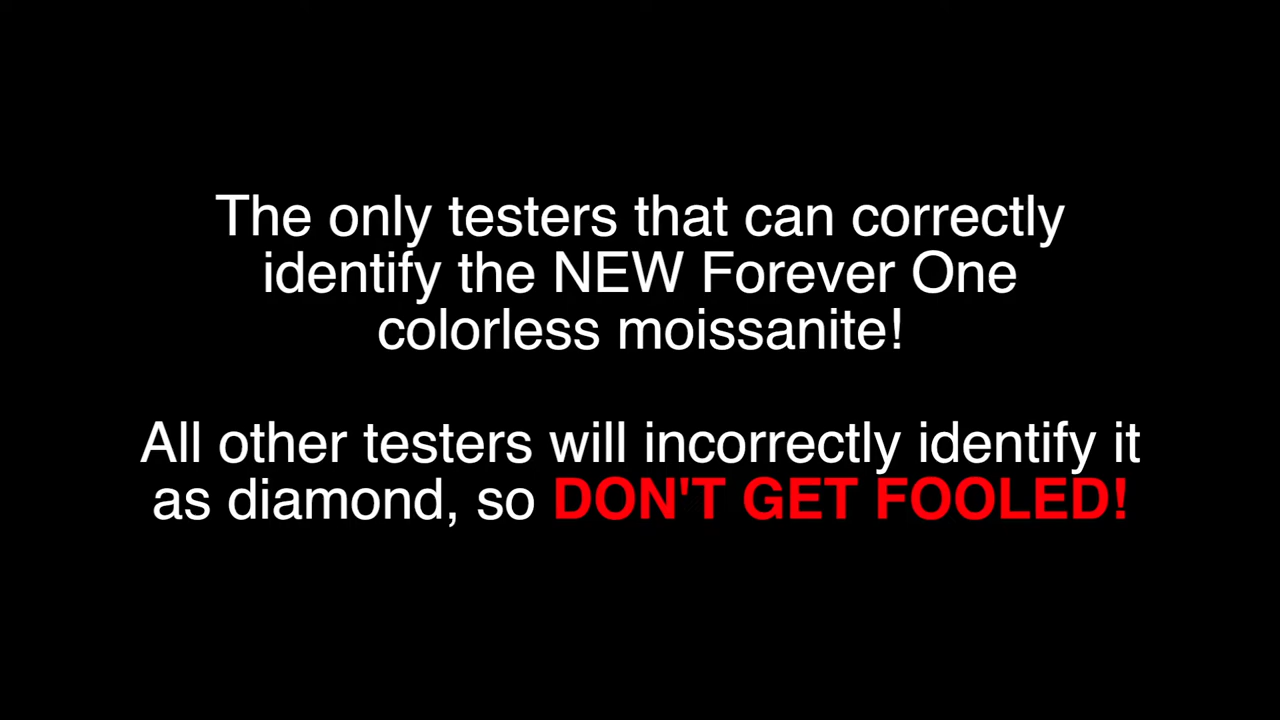 The only testers that can correctly
identify the NEW Forever One
colorless moissanite!
All other testers will incorrectly identify it
as diamond, so DON'T GET FOOLED!